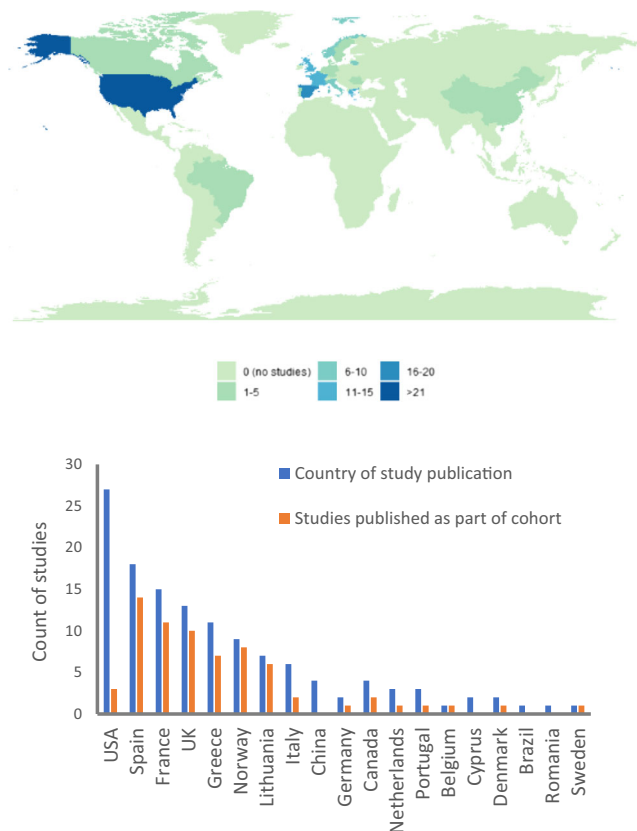 0 (no studies) 6-10 16-20
1-5 11-15 >21
30
25
20
15
10
5
0
Count of studies
Country of study publication
Studies published as part of cohort
USA
Spain
France
UK
Greece
Norway
Lithuania
Italy
China
Germany
Canada
Netherlands
Portugal
Belgium
Cyprus
Denmark
Brazil
Romania
Sweden